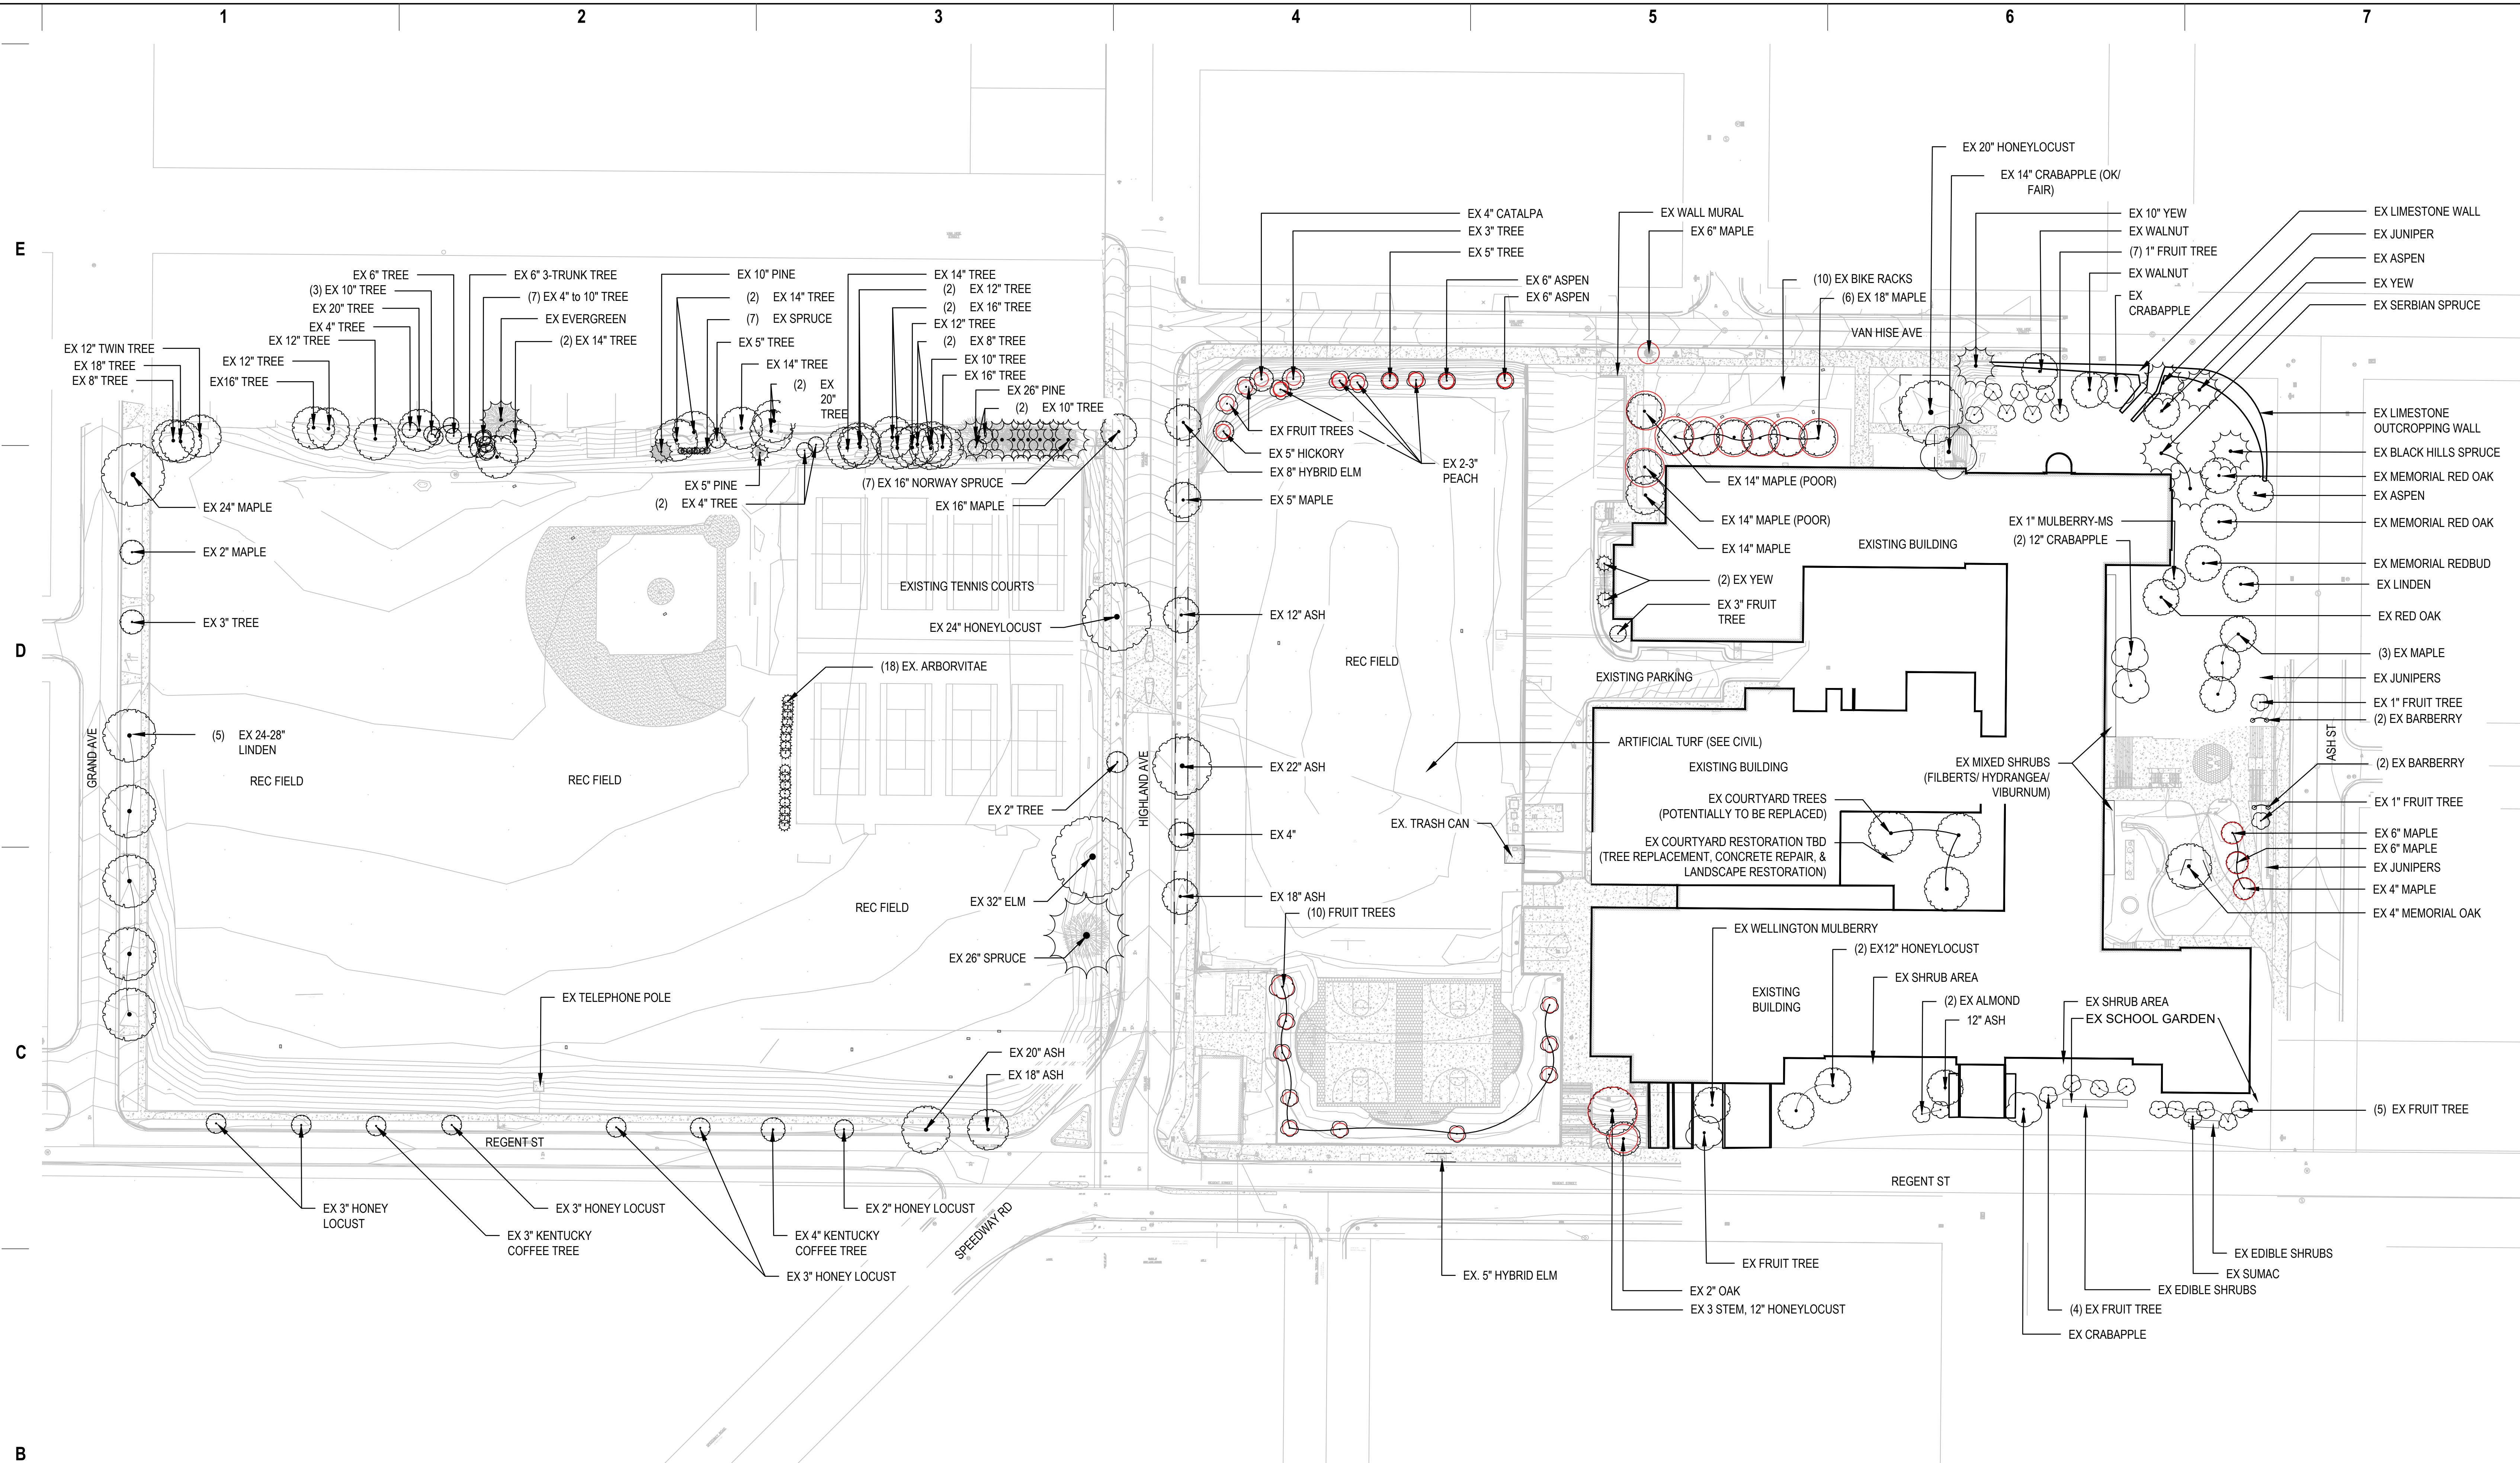 1
2
3
4
5
6
7
E
D
C
B
EX 20" HONEYLOCUST
EX 14" CRABAPPLE (OK/
FAIR)
EX 4" CATALPA
EX 3" TREE
EX 5" TREE
EX 6" ASPEN
EX 6" ASPEN
EX WALL MURAL
EX 6" MAPLE
(10) EX BIKE RACKS
(6) EX 18" MAPLE
VAN HISE AVE
EX 10" YEW
EX WALNUT
(7) 1" FRUIT TREE
EX WALNUT
EX
CRABAPPLE
EX LIMESTONE WALL
EX JUNIPER
EX ASPEN
EX YEW
EX SERBIAN SPRUCE
EX LIMESTONE
OUTCROPPING WALL
EX BLACK HILLS SPRUCE
EX MEMORIAL RED OAK
EX ASPEN
EX MEMORIAL RED OAK
EX MEMORIAL REDBUD
EX LINDEN
EX RED OAK
(3) EX MAPLE
EX JUNIPERS
EX 1" FRUIT TREE
(2) EX BARBERRY
ASH ST
(2) EX BARBERRY
EX 1" FRUIT TREE
EX 6" MAPLE
EX 6" MAPLE
EX JUNIPERS
EX 4" MAPLE
EX 4" MEMORIAL OAK
EX 6" TREE
(3) EX 10" TREE
EX 20" TREE
EX 4" TREE
EX 12" TREE
EX 12" TWIN TREE
EX 18" TREE
EX 8" TREE
EX 12" TREE
EX16" TREE
EX 6" 3-TRUNK TREE
(7) EX 4" to 10" TREE
EX EVERGREEN
(2) EX 14" TREE
EX 10" PINE
(2) EX 14" TREE
(7) EX SPRUCE
EX 5" TREE
EX 14" TREE
(2) EX
20"
TREE
EX 14" TREE
(2) EX 12" TREE
(2) EX 16" TREE
EX 12" TREE
(2) EX 8" TREE
EX 10" TREE
EX 16" TREE
EX 26" PINE
(2) EX 10" TREE
EX 5" PINE
(2) EX 4" TREE
(7) EX 16" NORWAY SPRUCE
EX 16" MAPLE
EX FRUIT TREES
EX 5" HICKORY
EX 8" HYBRID ELM
EX 5" MAPLE
EX 2-3"
PEACH
EX 14" MAPLE (POOR)
EX 14" MAPLE (POOR)
EX 14" MAPLE
(2) EX YEW
EX 3" FRUIT
TREE
EXISTING BUILDING
EX 1" MULBERRY-MS
(2) 12" CRABAPPLE
EX 24" MAPLE
EX 2" MAPLE
EX 3" TREE
EXISTING TENNIS COURTS
EX 24" HONEYLOCUST
(18) EX. ARBORVITAE
EX 12" ASH
REC FIELD
EXISTING PARKING
GRAND AVE
(5) EX 24-28"
LINDEN
REC FIELD
REC FIELD
EX 2" TREE
HIGHLAND AVE
EX 22" ASH
EX 4"
EX 18" ASH
ARTIFICIAL TURF (SEE CIVIL)
EXISTING BUILDING
EX. TRASH CAN
EX COURTYARD TREES
(POTENTIALLY TO BE REPLACED)
EX COURTYARD RESTORATION TBD
(TREE REPLACEMENT, CONCRETE REPAIR, &
LANDSCAPE RESTORATION)
EX MIXED SHRUBS
(FILBERTS/ HYDRANGEA/
VIBURNUM)
REC FIELD
EX 32" ELM
EX 26" SPRUCE
(10) FRUIT TREES
EX WELLINGTON MULBERRY
(2) EX12" HONEYLOCUST
EX SHRUB AREA
EXISTING
BUILDING
(2) EX ALMOND
12" ASH
EX SHRUB AREA
EX SCHOOL GARDEN
EX TELEPHONE POLE
EX 20" ASH
EX 18" ASH
(5) EX FRUIT TREE
REGENT ST
REGENT ST
EX 3" HONEY
LOCUST
EX 3" KENTUCKY
COFFEE TREE
EX 3" HONEY LOCUST
EX 2" HONEY LOCUST
EX 4" KENTUCKY
COFFEE TREE
EX 3" HONEY LOCUST
SPEEDWAY RD
EX. 5" HYBRID ELM
EX FRUIT TREE
EX 2" OAK
EX 3 STEM, 12" HONEYLOCUST
EX EDIBLE SHRUBS
EX SUMAC
EX EDIBLE SHRUBS
(4) EX FRUIT TREE
EX CRABAPPLE